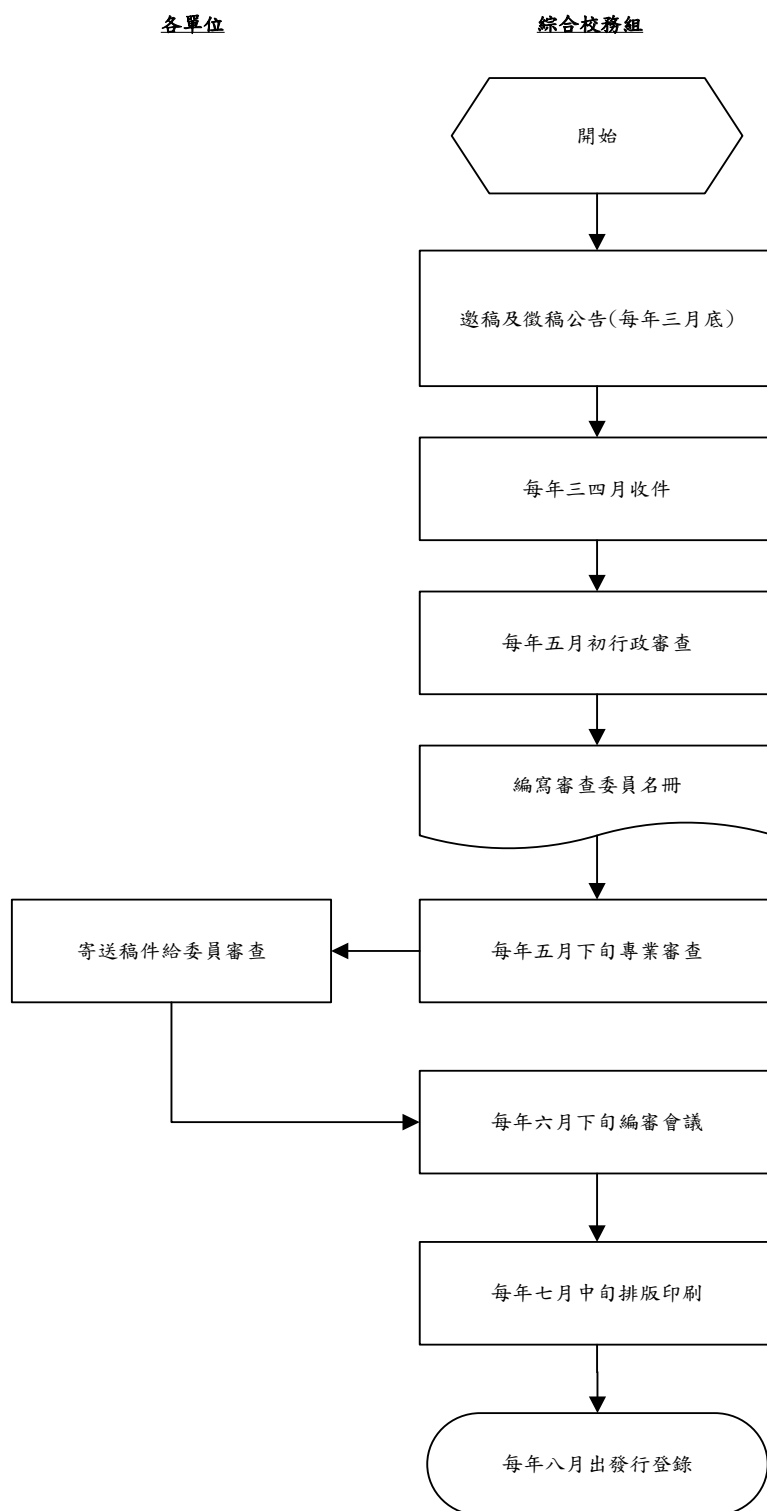 各單位
綜合校務組
開始
邀稿及徵稿公告(每年三月底)
每年三四月收件
每年五月初行政審查
編寫審查委員名冊
寄送稿件給委員審查
每年五月下旬專業審查
每年六月下旬編審會議
每年七月中旬排版印刷
每年八月出發行登錄